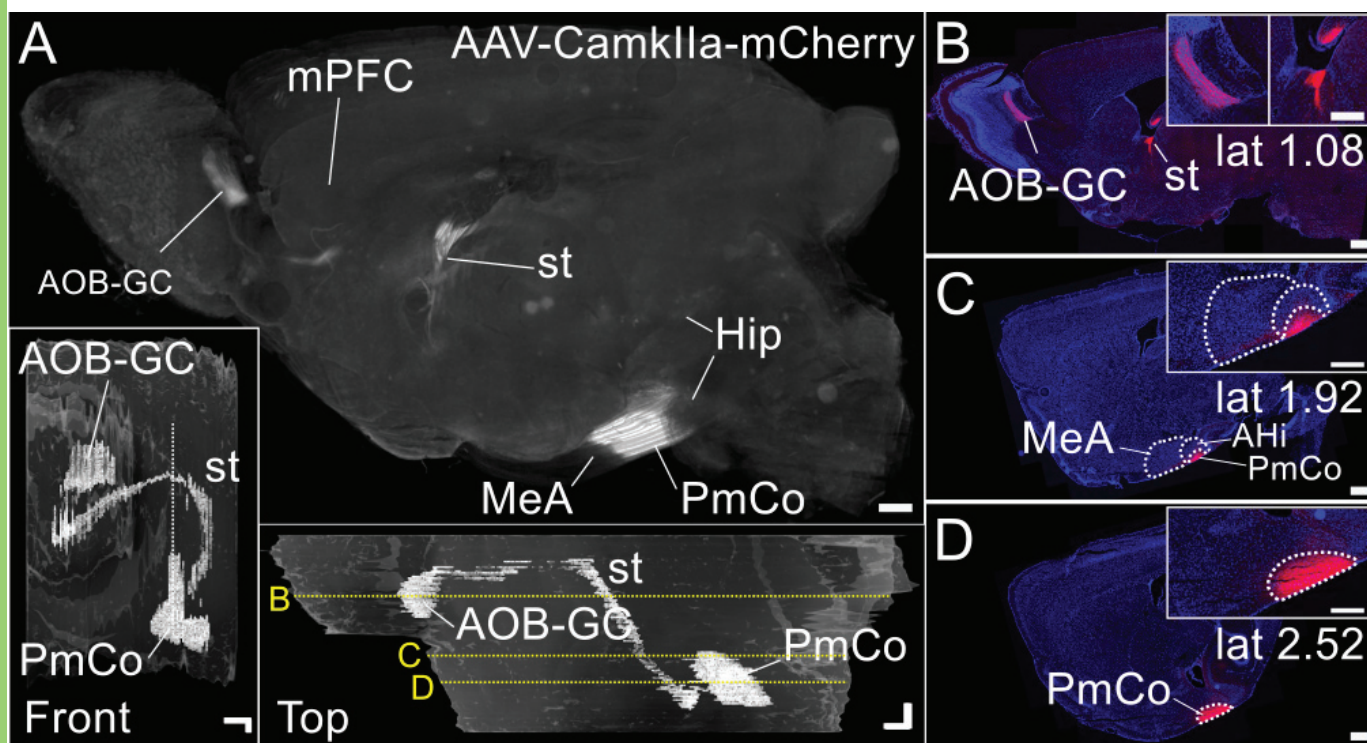 A
AAV-CamkIIa-mCherry
mPFC
AOB-GC
st
Hip
MeA
PmCo
AOB-GC
st
PmCo
Front
st
B
AOB-GC
PmCo
C
D
Top
B
lat 1.08
AOB-GC
st
C
lat 1.92
MeA
AHi
PmCo
D
lat 2.52
PmCo